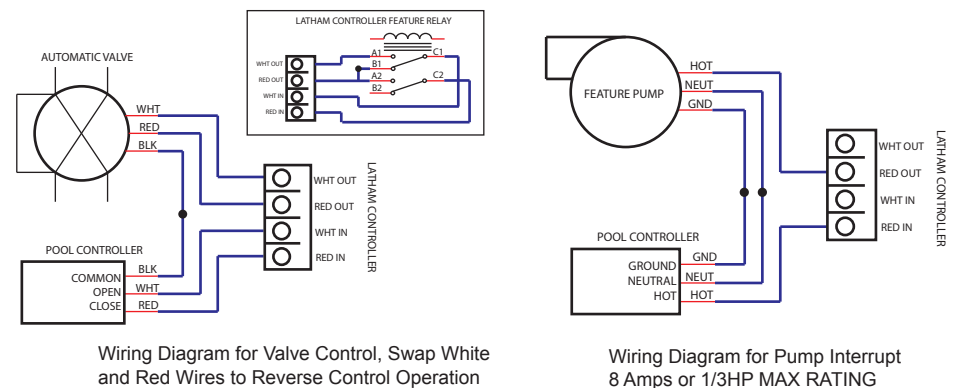 LATHAM CONTROLLER FEATURE RELAY
WHT OUT
RED OUT
WHT IN
RED IN
A1
B1
A2
B2
C1
C2
AUTOMATIC VALVE
WHT
RED
BLK
WHT OUT
RED OUT
WHT IN
RED IN
LATHAM CONTROLLER
POOL CONTROLLER
COMMON
OPEN
CLOSE
BLK
WHT
RED
Wiring Diagram for Valve Control, Swap White
and Red Wires to Reverse Control Operation
FEATURE PUMP
HOT
NEUT
GND
WHT OUT
RED OUT
WHT IN
RED IN
LATHAM CONTROLLER
POOL CONTROLLER
GROUND
NEUTRAL
HOT
GND
NEUT
HOT
Wiring Diagram for Pump Interrupt
8 Amps or 1/3HP MAX RATING